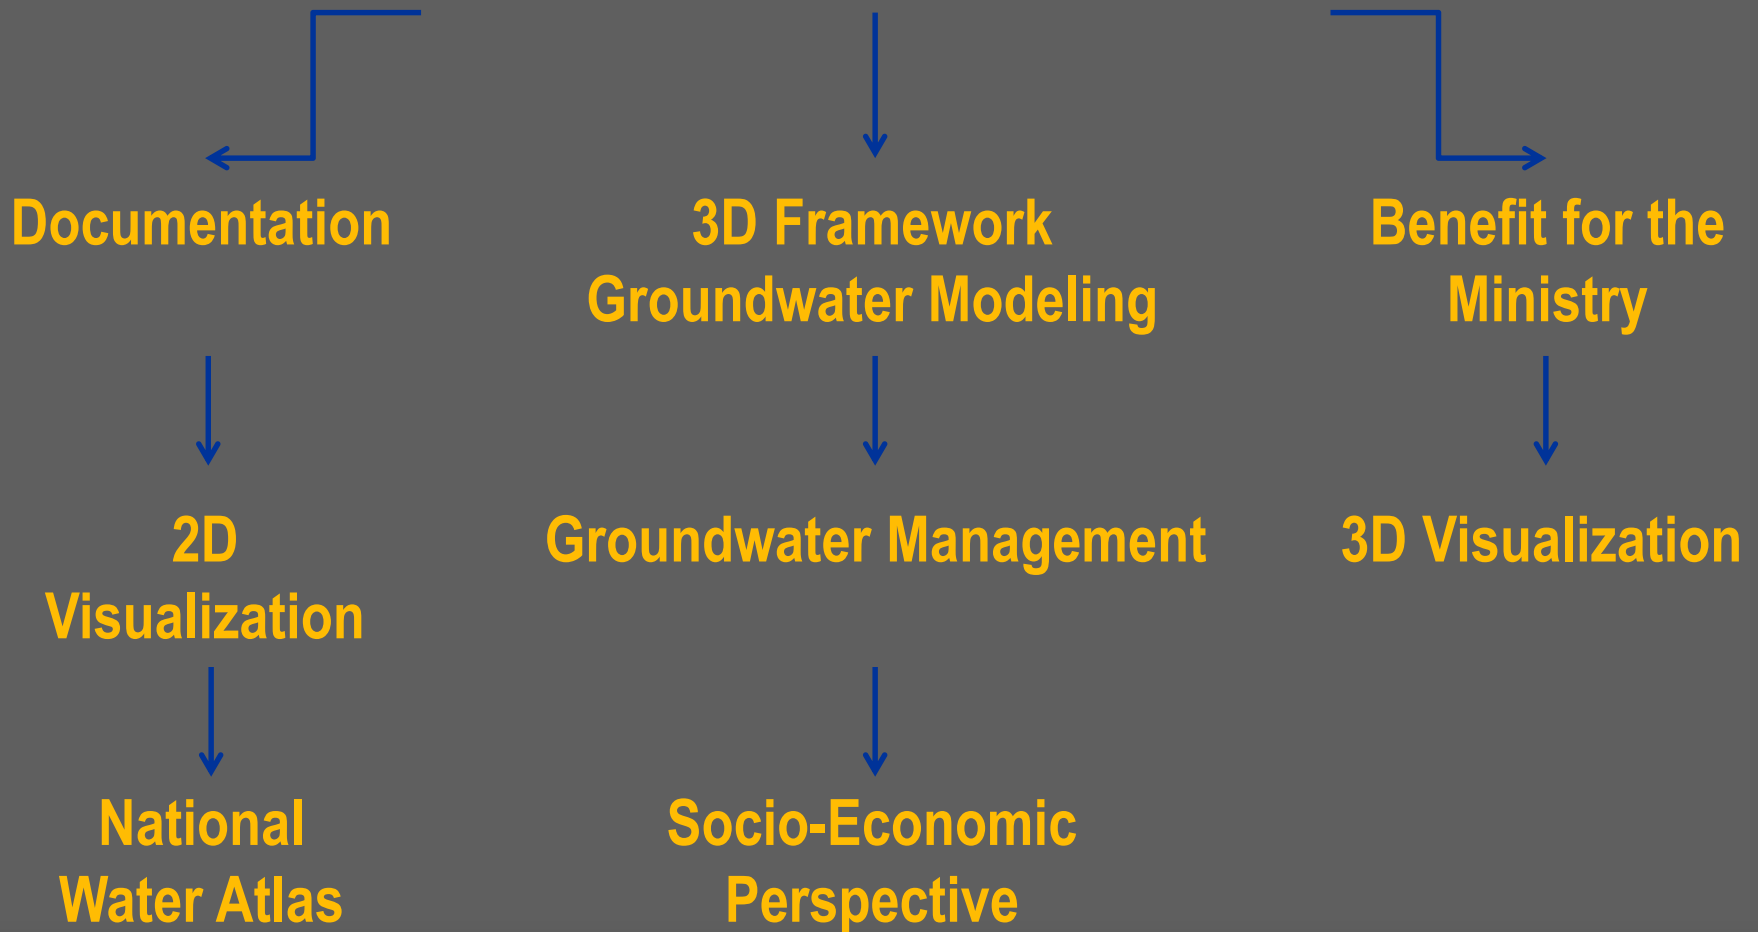 Documentation
3D Framework
Groundwater Modeling
Benefit for the
Ministry
2D
Visualization
Groundwater Management
3D Visualization
National
Water Atlas
Socio-Economic
Perspective